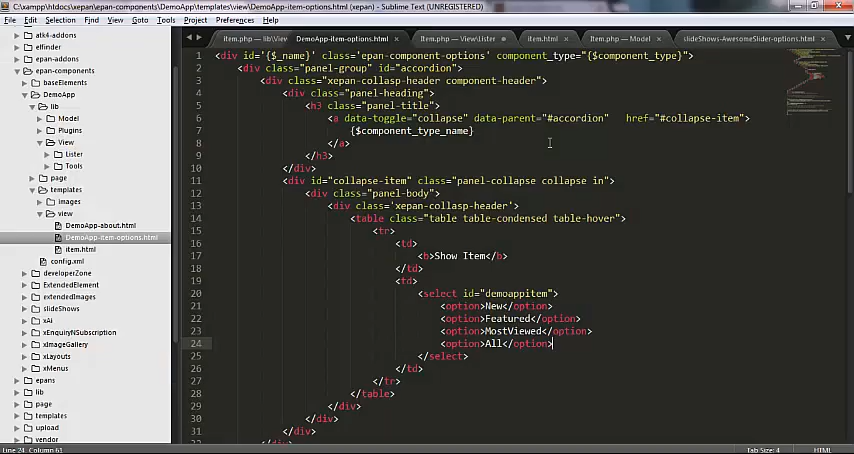 C:\xampp\htdocs\xepan\epan-components\DemoApp\templates\view\DemoApp-item-options.html (xepan) - Sublime Text (UNREGISTERED)
File Edit Selection Find View Goto Tools Project Preferences Help
item.php — lib\View
DemoApp-item-options.html
Item.php — View\Lister
item.html
Item.php — Model
slideShows-AwesomeSlider-options.html
atk4-addons
elfinder
epan-addons
epan-components
baseElements
DemoApp
lib
Model
Plugins
View
Lister
Tools
page
templates
images
view
DemoApp-about.html
DemoApp-item-options.html
item.html
config.xml
developerZone
ExtendedElement
extendedImages
slideShows
xAi
xEnquiryNSubscription
xImageGallery
xLayouts
xMenus
epans
lib
page
templates
upload
vendor
1 <div id='{$_name}' class='epan-component-options' component_type="{$component_type}">
2 <div class="panel-group" id="accordion">
3 <div class="xepan-collasp-header component-header">
4 <div class="panel-heading">
5 <h3 class="panel-title">
6 <a data-toggle="collapse" data-parent="#accordion" href="#collapse-item">
7 {$component_type_name}
8 </a>
9 </h3>
10 </div>
11 <div id="collapse-item" class="panel-collapse collapse in">
12 <div class="panel-body">
13 <div class='xepan-collasp-header'>
14 <table class="table table-condensed table-hover">
15 <tr>
16 <td>
17 <b>Show Item</b>
18 </td>
19 <td>
20 <select id="demoappitem">
21 <option>New</option>
22 <option>Featured</option>
23 <option>MostViewed</option>
24 <option>All</option>
25 </select>
26 </td>
27 </tr>
28 </table>
29 </div>
30 </div>
31 </div>
Line 24, Column 61
Tab Size: 4
HTML